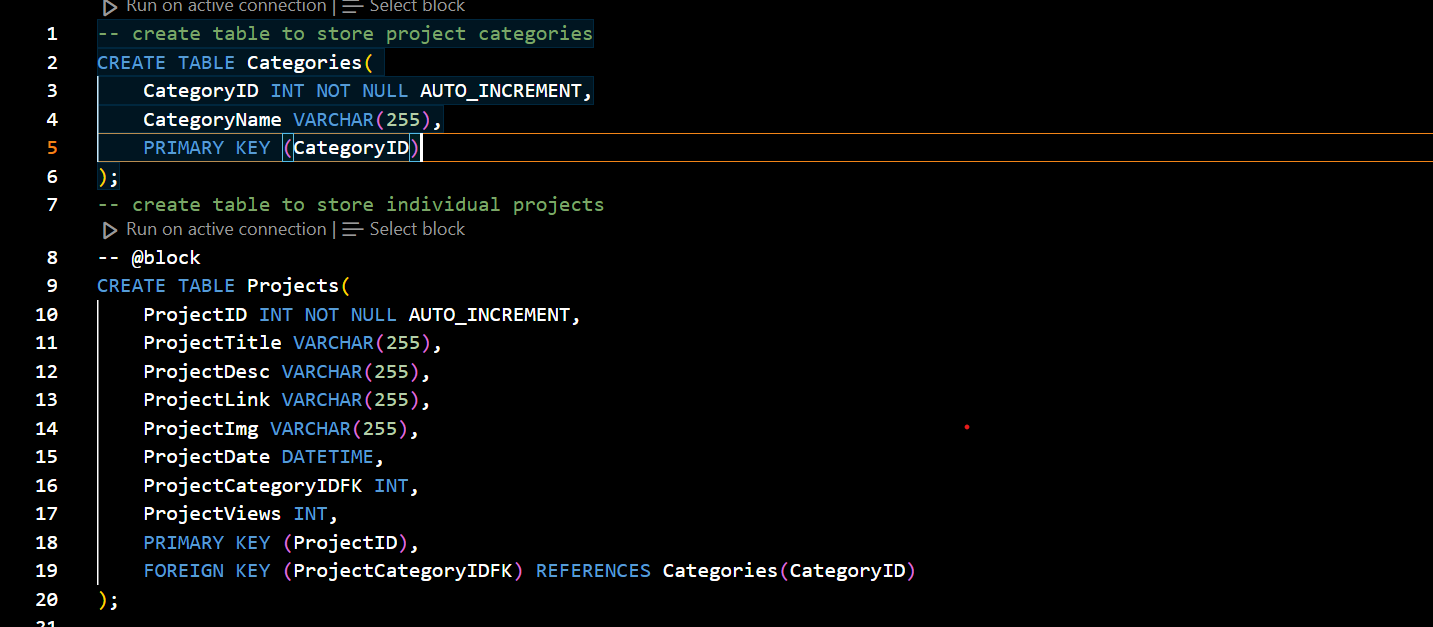 Run on active connection | Select block
1 -- create table to store project categories
2 CREATE TABLE Categories(
3 CategoryID INT NOT NULL AUTO_INCREMENT,
4 CategoryName VARCHAR(255),
5 PRIMARY KEY (CategoryID)
6 );
7 -- create table to store individual projects
Run on active connection | Select block
8 -- @block
9 CREATE TABLE Projects(
10 ProjectID INT NOT NULL AUTO_INCREMENT,
11 ProjectTitle VARCHAR(255),
12 ProjectDesc VARCHAR(255),
13 ProjectLink VARCHAR(255),
14 ProjectImg VARCHAR(255),
15 ProjectDate DATETIME,
16 ProjectCategoryIDFK INT,
17 ProjectViews INT,
18 PRIMARY KEY (ProjectID),
19 FOREIGN KEY (ProjectCategoryIDFK) REFERENCES Categories(CategoryID)
20 );
21